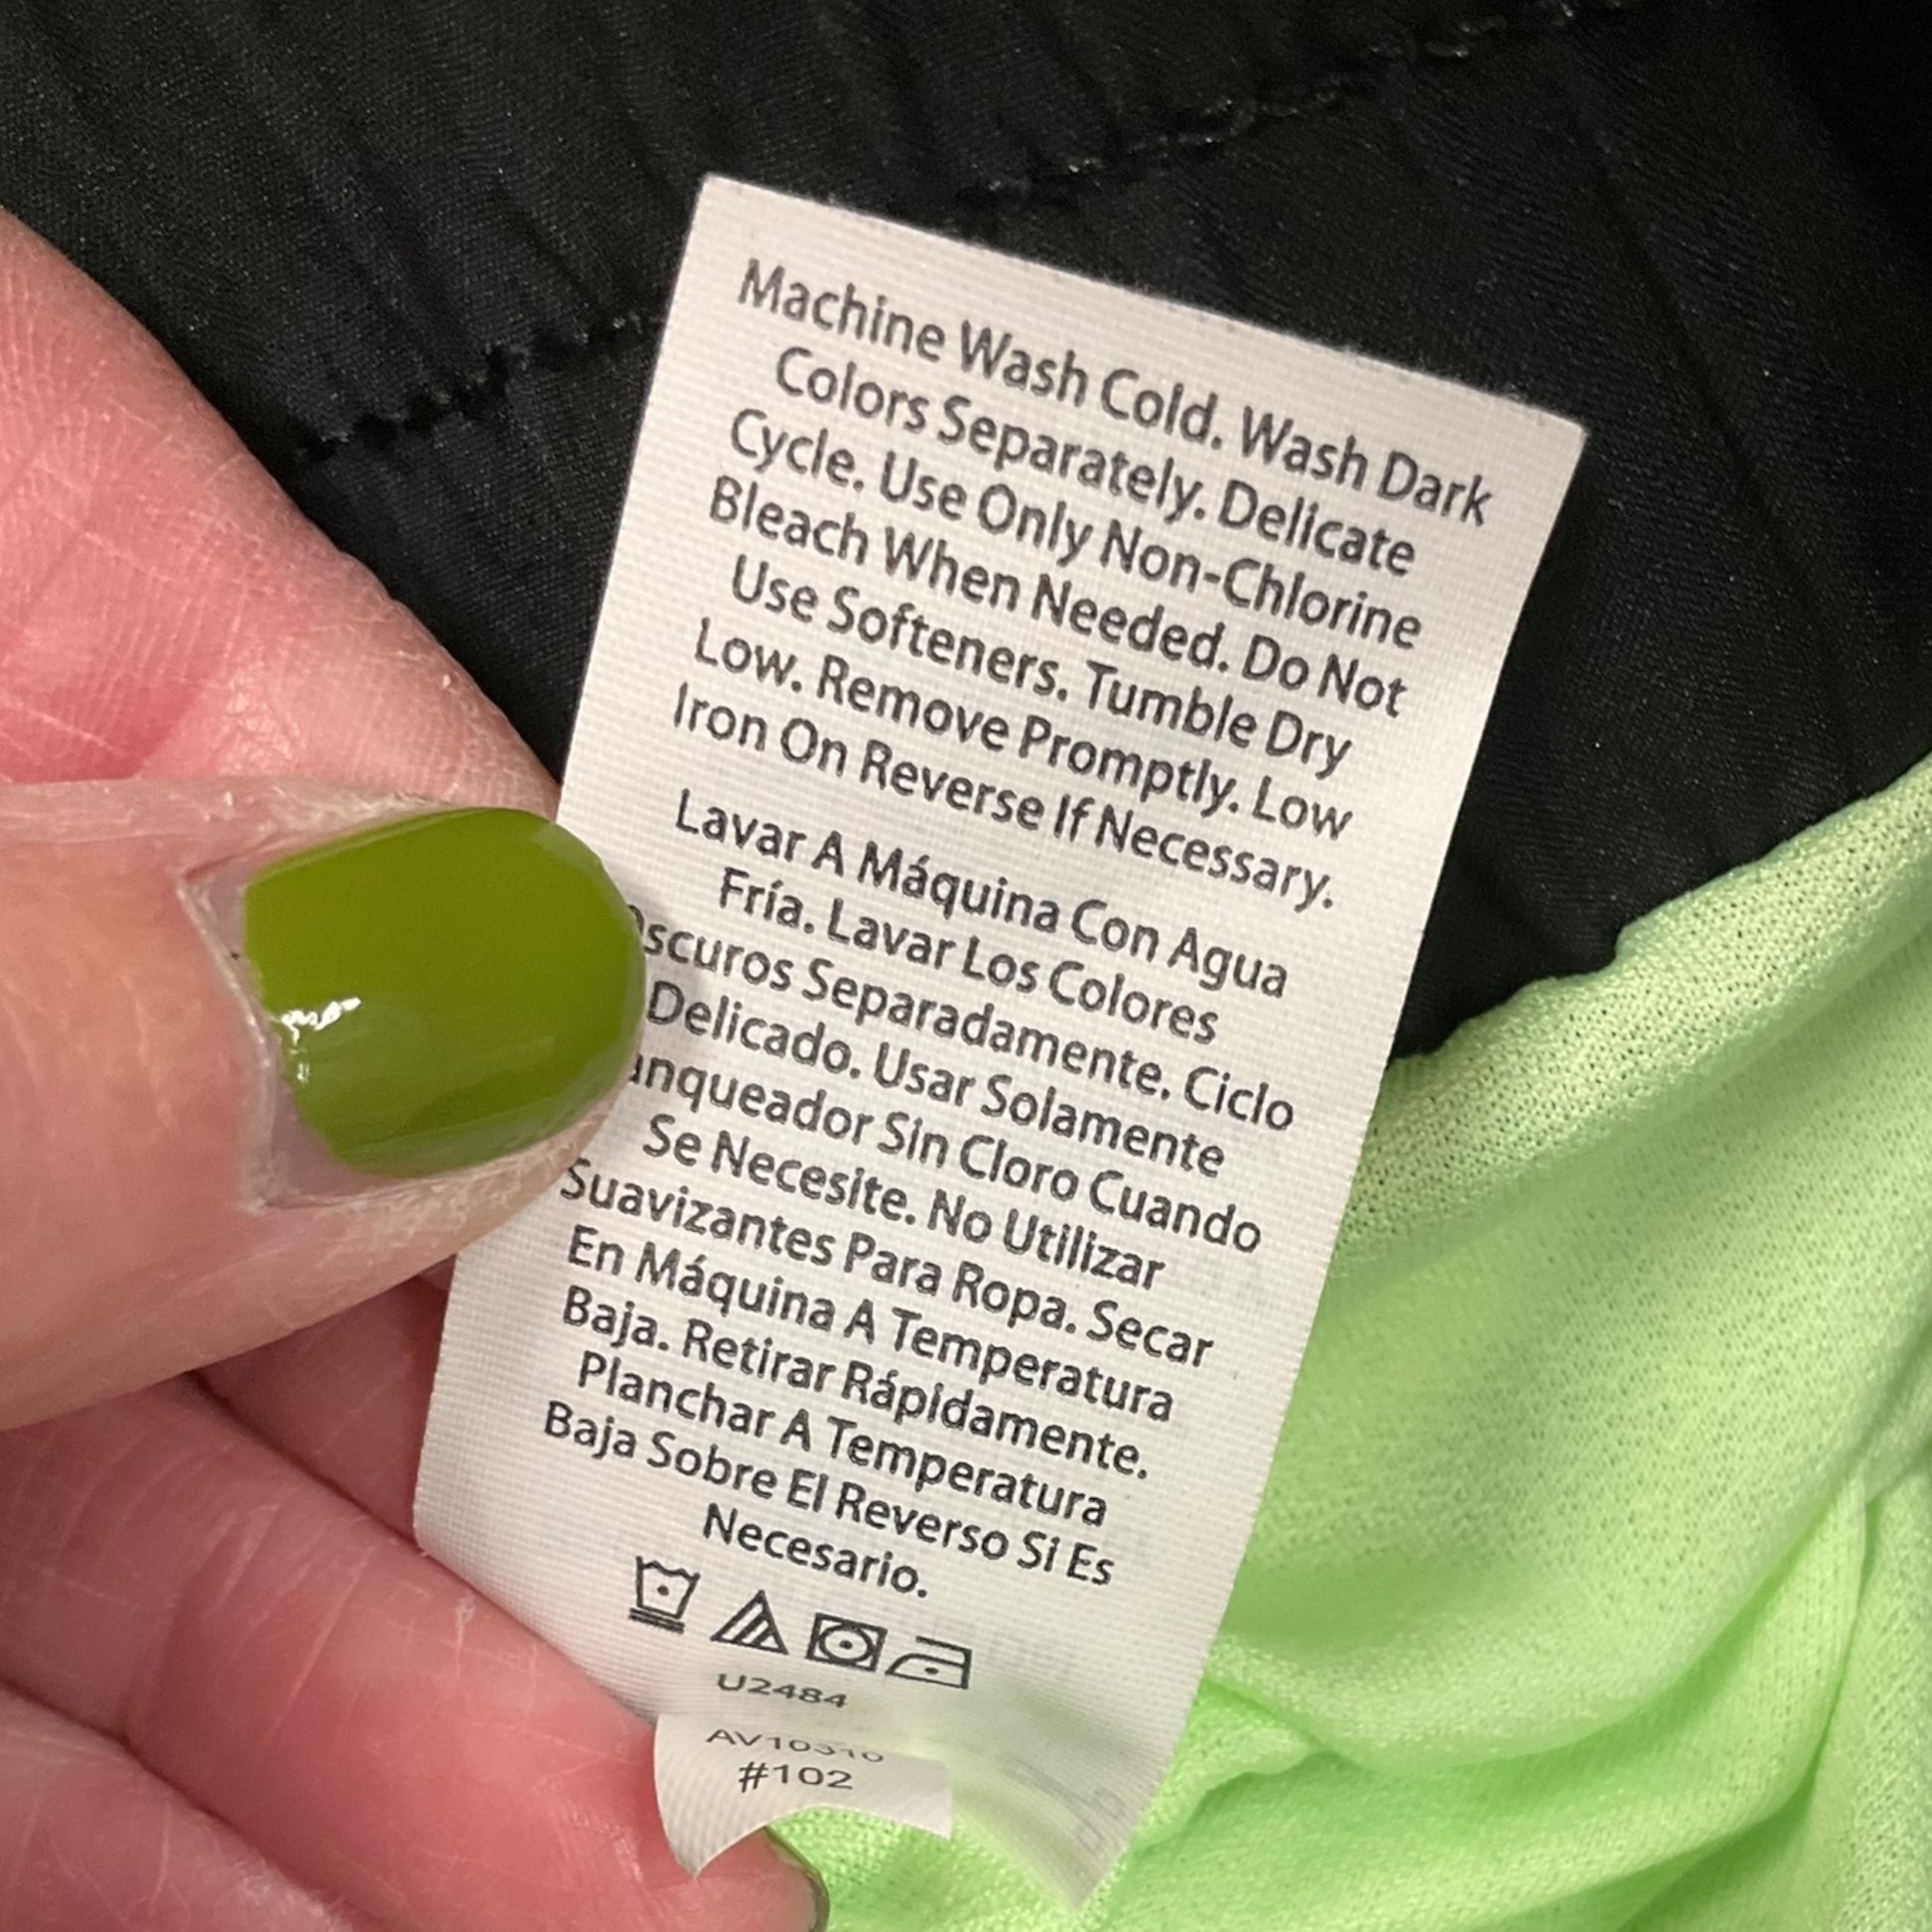 Machine Wash Cold. Wash Dark
Colors Separately. Delicate
Cycle. Use Only Non-Chlorine
Bleach When Needed. Do Not
Use Softeners. Tumble Dry
Low. Remove Promptly. Low
Iron On Reverse If Necessary.
Lavar A Máquina Con Agua
Fría. Lavar Los Colores
Separadamente. Ciclo
Delicado. Usar Solamente
Sin Cloro Cuando
Se Necesite. No Utilizar
Suavizantes Para Ropa. Secar
En Máquina A Temperatura
Baja. Retirar Rápidamente.
Planchar A Temperatura
Baja Sobre El Reverso Si Es
Necesario.
U2484
#102